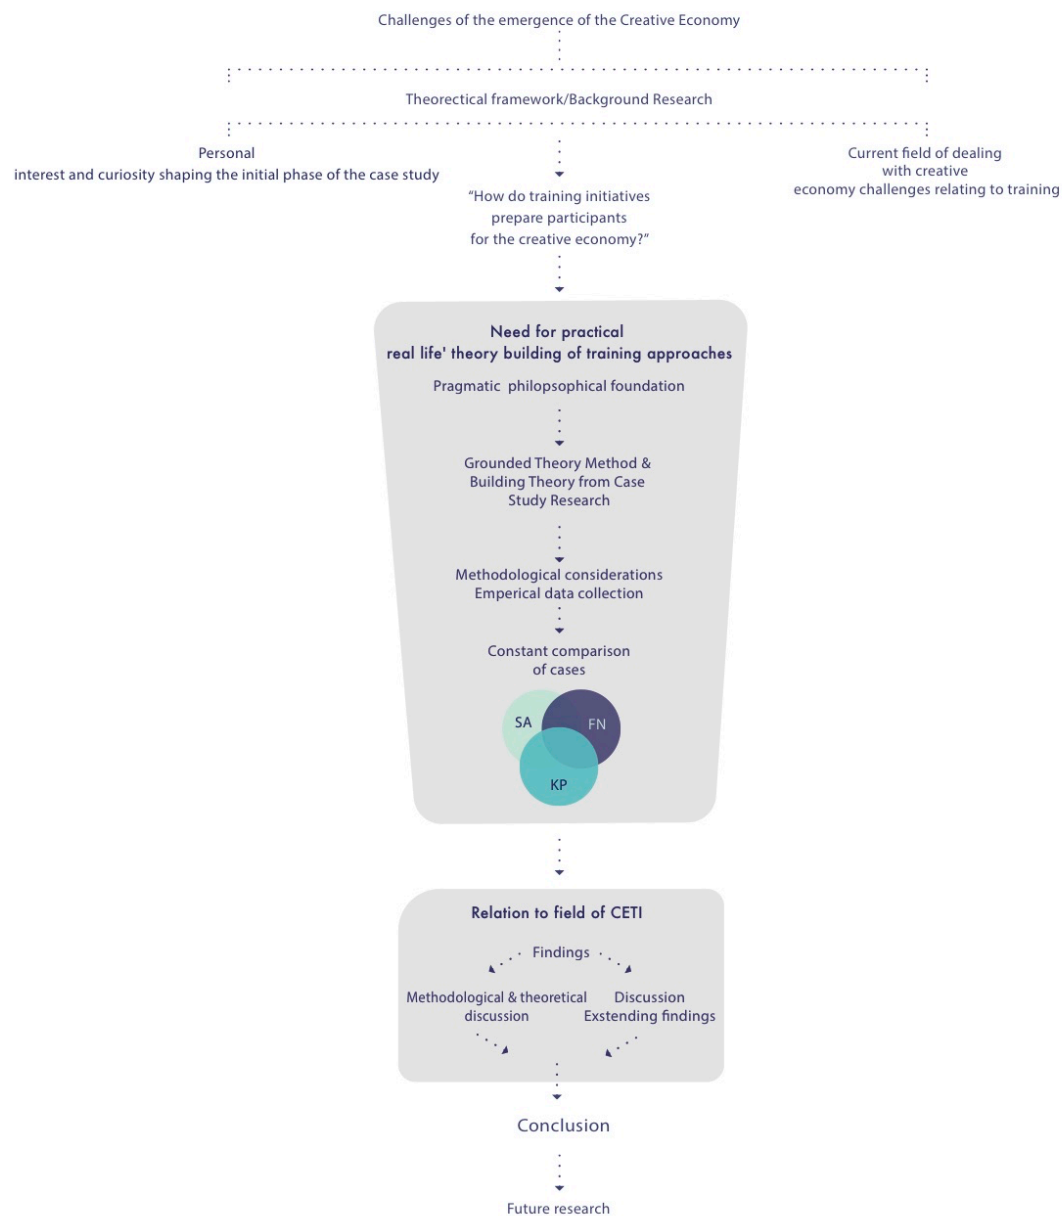 Challenges of the emergence of the Creative Economy
Theorectical framework/Background Research
Personal
interest and curiosity shaping the initial phase of the case study
“How do training initiatives
prepare participants
for the creative economy?”
Current field of dealing
with creative
economy challenges relating to training
Need for practical
real life' theory building of training approaches
Pragmatic philopsophical foundation
Grounded Theory Method &
Building Theory from Case
Study Research
Methodological considerations
Emperical data collection
Constant comparison
of cases
SA
FN
KP
Relation to field of CETI
Findings
Methodological & theoretical
discussion
Discussion
Exstending findings
Conclusion
Future research